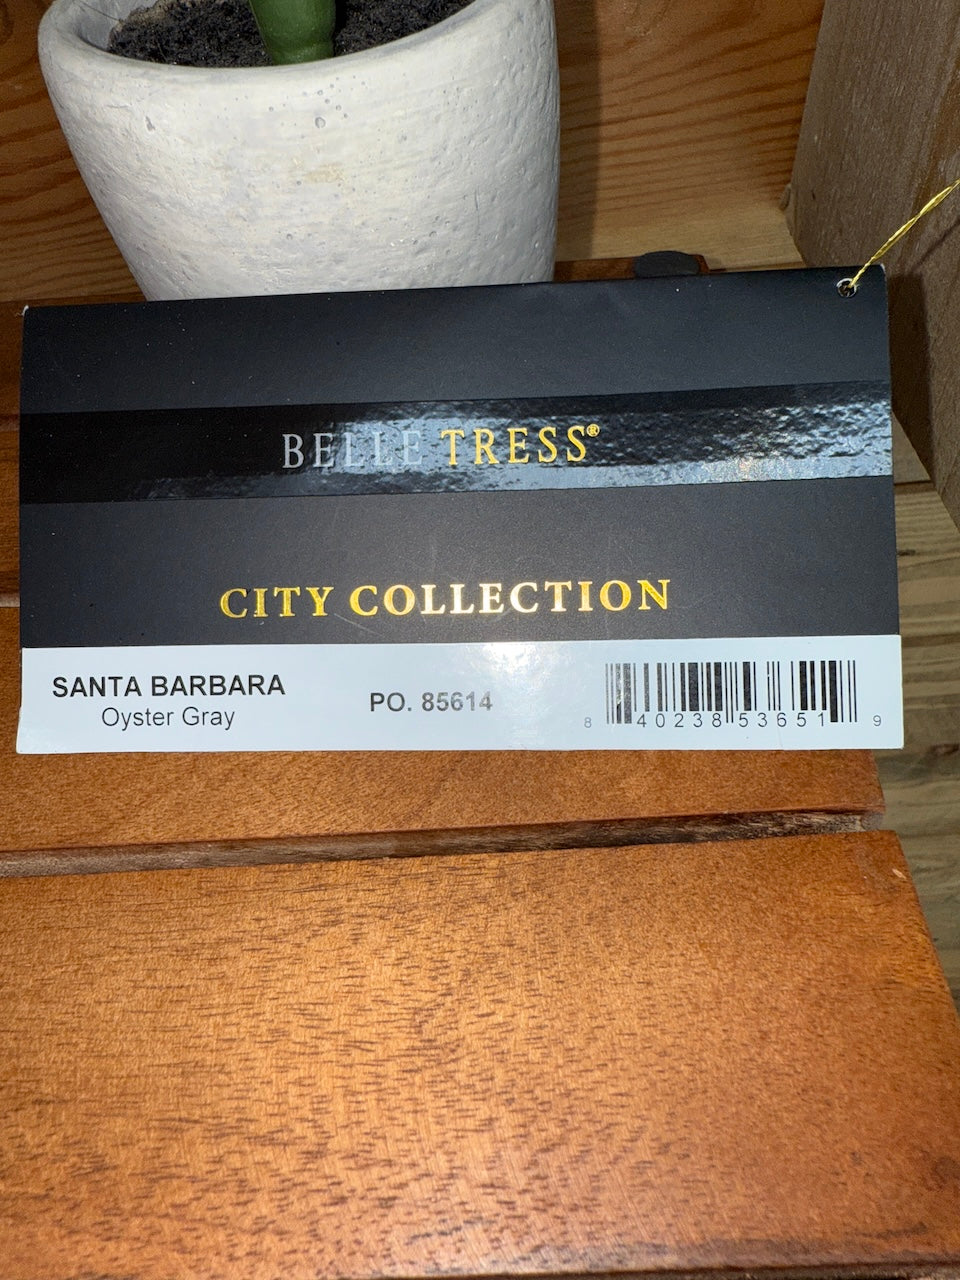 BELLE TRESS®
CITY COLLECTION
SANTA BARBARA
Oyster Gray
PO. 85614
8 40238 53651 9